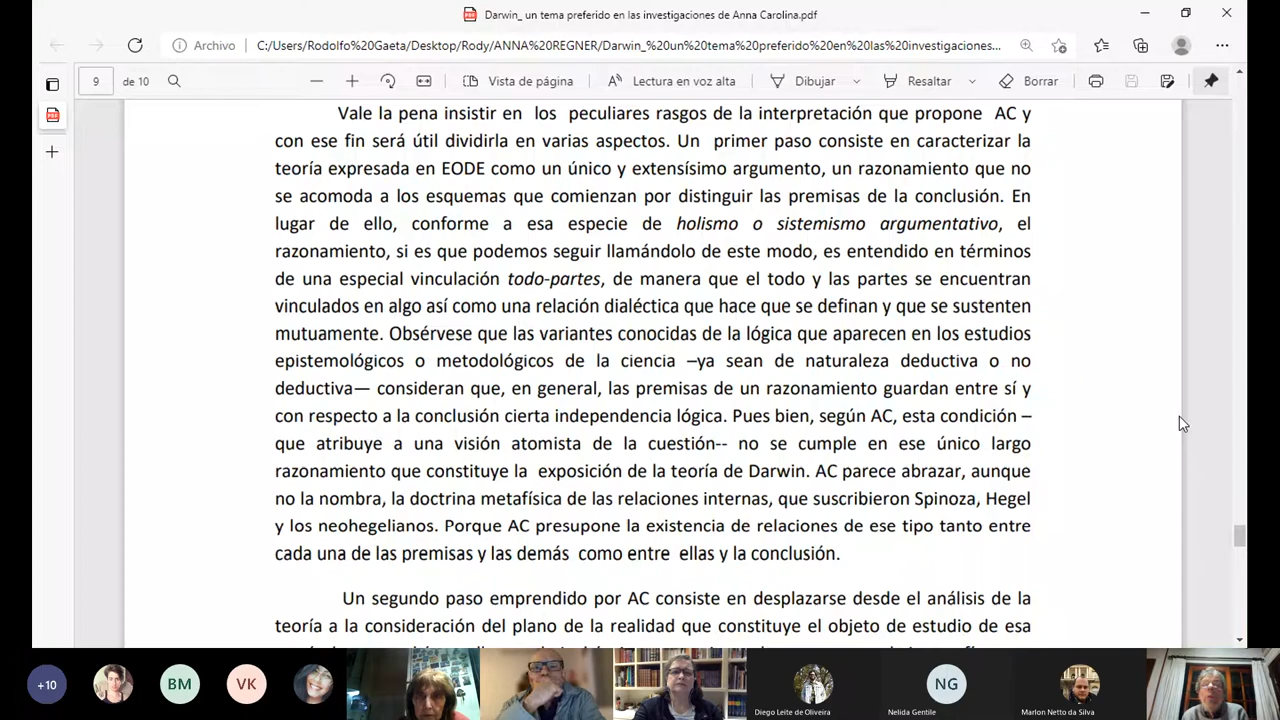 Darwin_ un tema preferido en las investigaciones de Anna Carolina.pdf
Archivo
C:/Users/Rodolfo%20Gaeta/Desktop/Rody/ANNA%20REGNER/Darwin_%20un%20tema%20preferido%20en%20las%20investigaciones...
9 de 10
Vista de página
Lectura en voz alta
Dibujar
Resaltar
Borrar
Vale la pena insistir en los peculiares rasgos de la interpretación que propone AC y
con ese fin será útil dividirla en varias aspectos. Un primer paso consiste en caracterizar la
teoría expresada en EODE como un único y extensísimo argumento, un razonamiento que no
se acomoda a los esquemas que comienzan por distinguir las premisas de la conclusión. En
lugar de ello, conforme a esa especie de holismo o sistemismo argumentativo, el
razonamiento, si es que podemos seguir llamándolo de este modo, es entendido en términos
de una especial vinculación todo-partes, de manera que el todo y las partes se encuentran
vinculados en algo así como una relación dialéctica que hace que se definan y que se sustenten
mutuamente. Obsérvese que las variantes conocidas de la lógica que aparecen en los estudios
epistemológicos o metodológicos de la ciencia –ya sean de naturaleza deductiva o no
deductiva— consideran que, en general, las premisas de un razonamiento guardan entre sí y
con respecto a la conclusión cierta independencia lógica. Pues bien, según AC, esta condición –
que atribuye a una visión atomista de la cuestión-- no se cumple en ese único largo
razonamiento que constituye la exposición de la teoría de Darwin. AC parece abrazar, aunque
no la nombra, la doctrina metafísica de las relaciones internas, que suscribieron Spinoza, Hegel
y los neohegelianos. Porque AC presupone la existencia de relaciones de ese tipo tanto entre
cada una de las premisas y las demás como entre ellas y la conclusión.
Un segundo paso emprendido por AC consiste en desplazarse desde el análisis de la
teoría a la consideración del plano de la realidad que constituye el objeto de estudio de esa
+10
BM
VK
Diego Leite de Oliveira
NG
Nelida Gentile
Marlon Netto da Silva